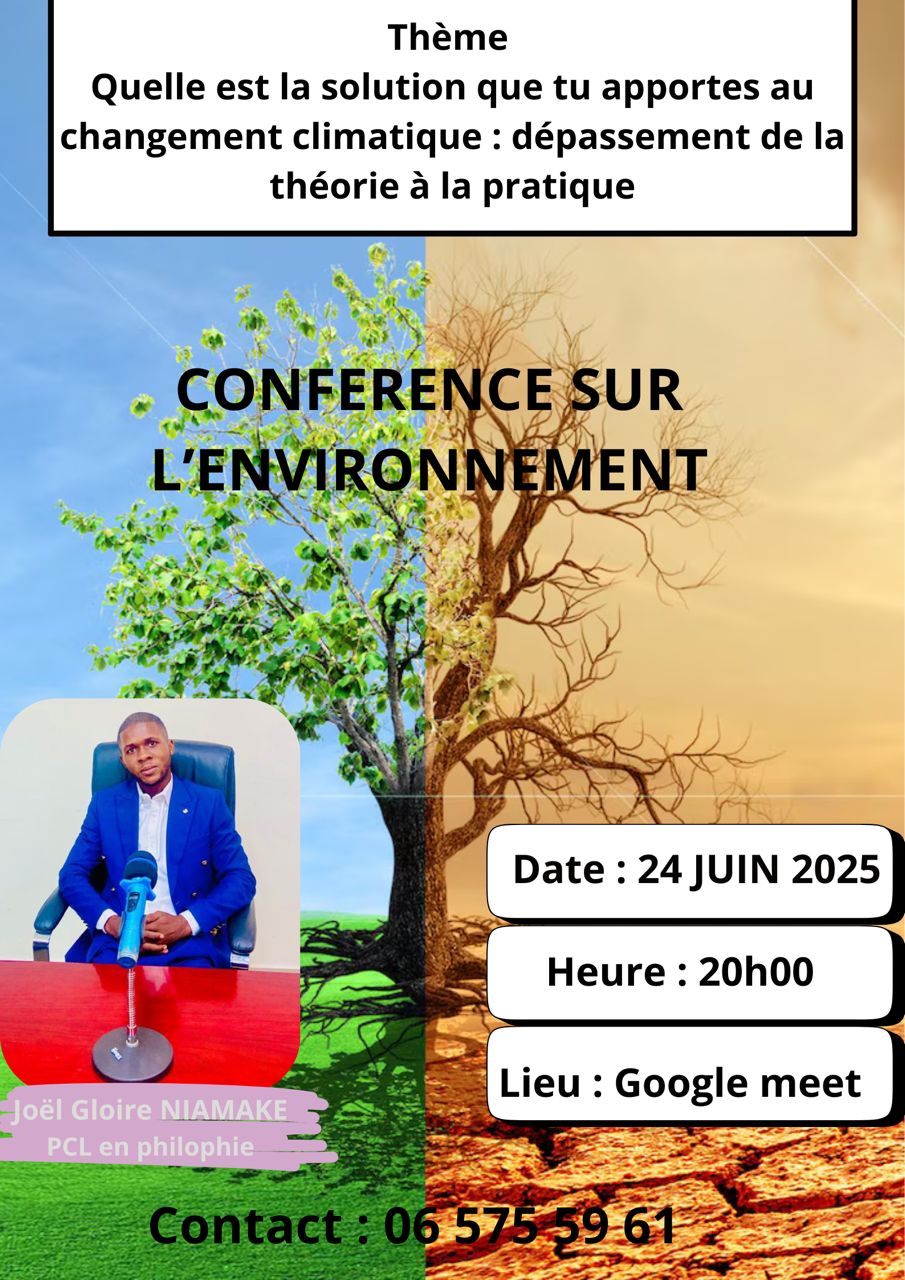 Thème
Quelle est la solution que tu apportes au
changement climatique : dépassement de la
théorie à la pratique
CONFERENCE SUR
L'ENVIRONNEMENT
Date : 24 JUIN 2025
Heure : 20h00
Lieu : Google meet
Joël Gloire NIAMAKE
PCL en philophie
Contact : 06 575 59 61